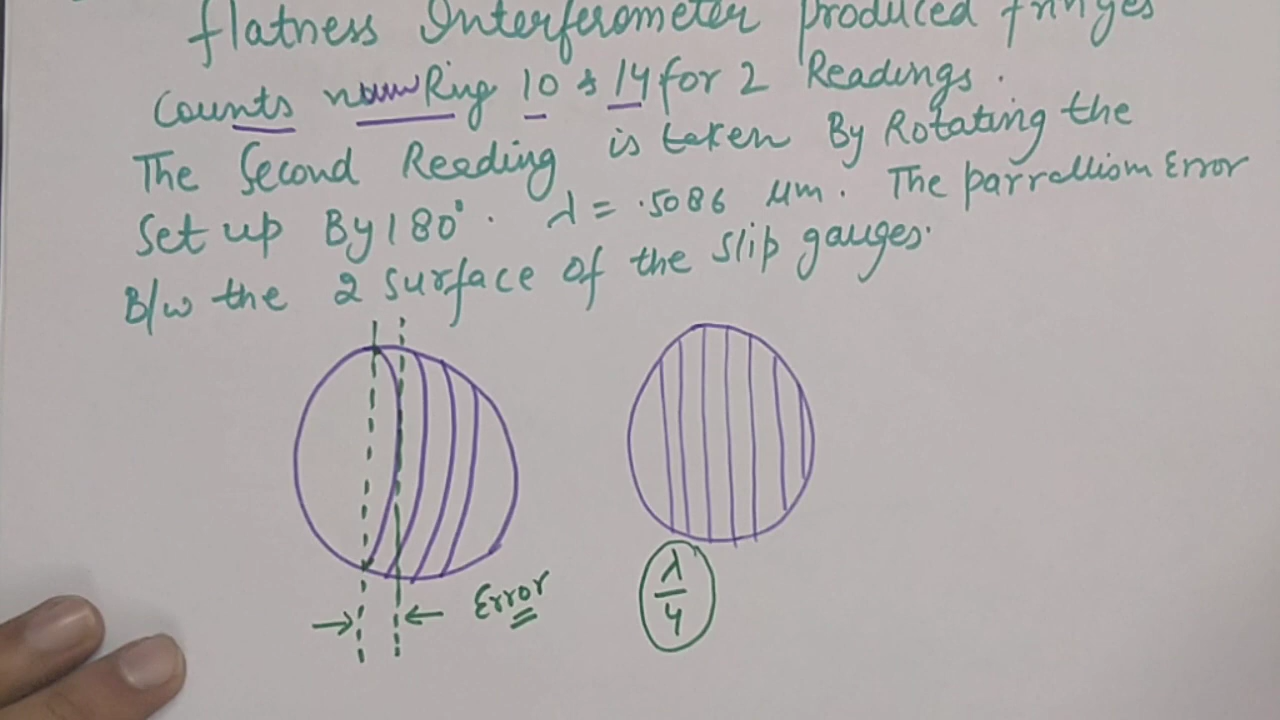 flatness Interferometer produced fringes
Counts Ring 10 & 14 for 2 Readings.
The Second Reeding is taken By Rotating the
Set up By 180°. λ = .5086 μm. The parrallism Error
B/w the 2 surface of the slip gauges.
Error
λ/4